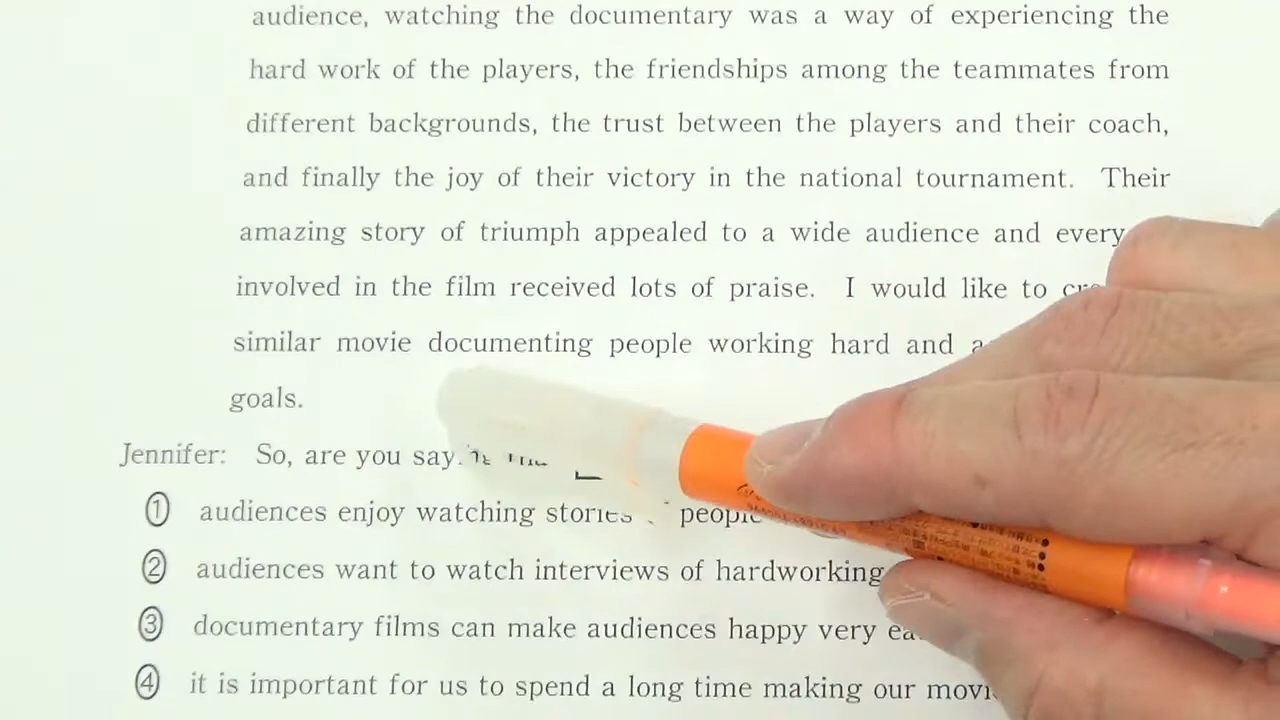 audience, watching the documentary was a way of experiencing the
hard work of the players, the friendships among the teammates from
different backgrounds, the trust between the players and their coach,
and finally the joy of their victory in the national tournament. Their
amazing story of triumph appealed to a wide audience and every
involved in the film received lots of praise. I would like to
similar movie documenting people working hard and
goals.
Jennifer: So, are you
① audiences enjoy watching stories people
② audiences want to watch interviews of hardworking
③ documentary films can make audiences happy very
④ it is important for us to spend a long time making our